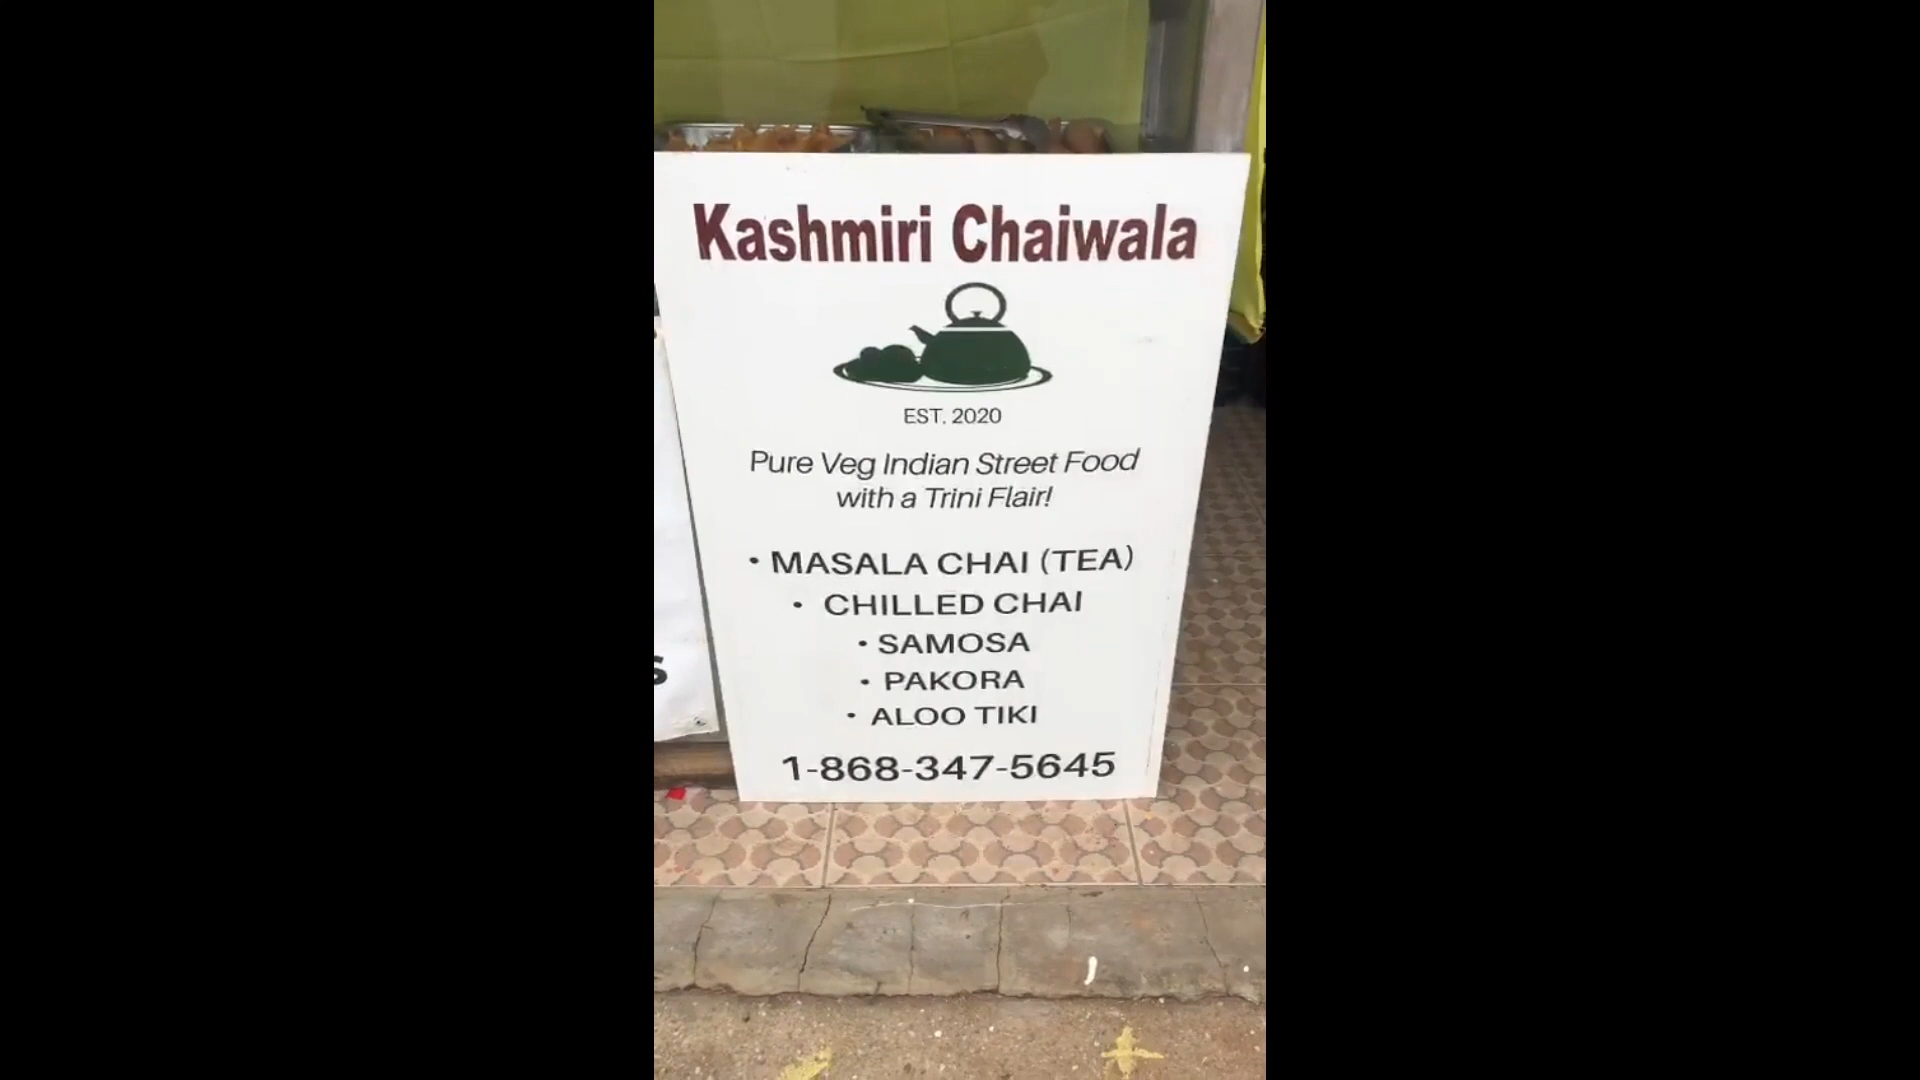 Kashmiri Chaiwala
EST. 2020
Pure Veg Indian Street Food
with a Trini Flair!
• MASALA CHAI (TEA)
• CHILLED CHAI
• SAMOSA
• PAKORA
• ALOO TIKI
1-868-347-5645